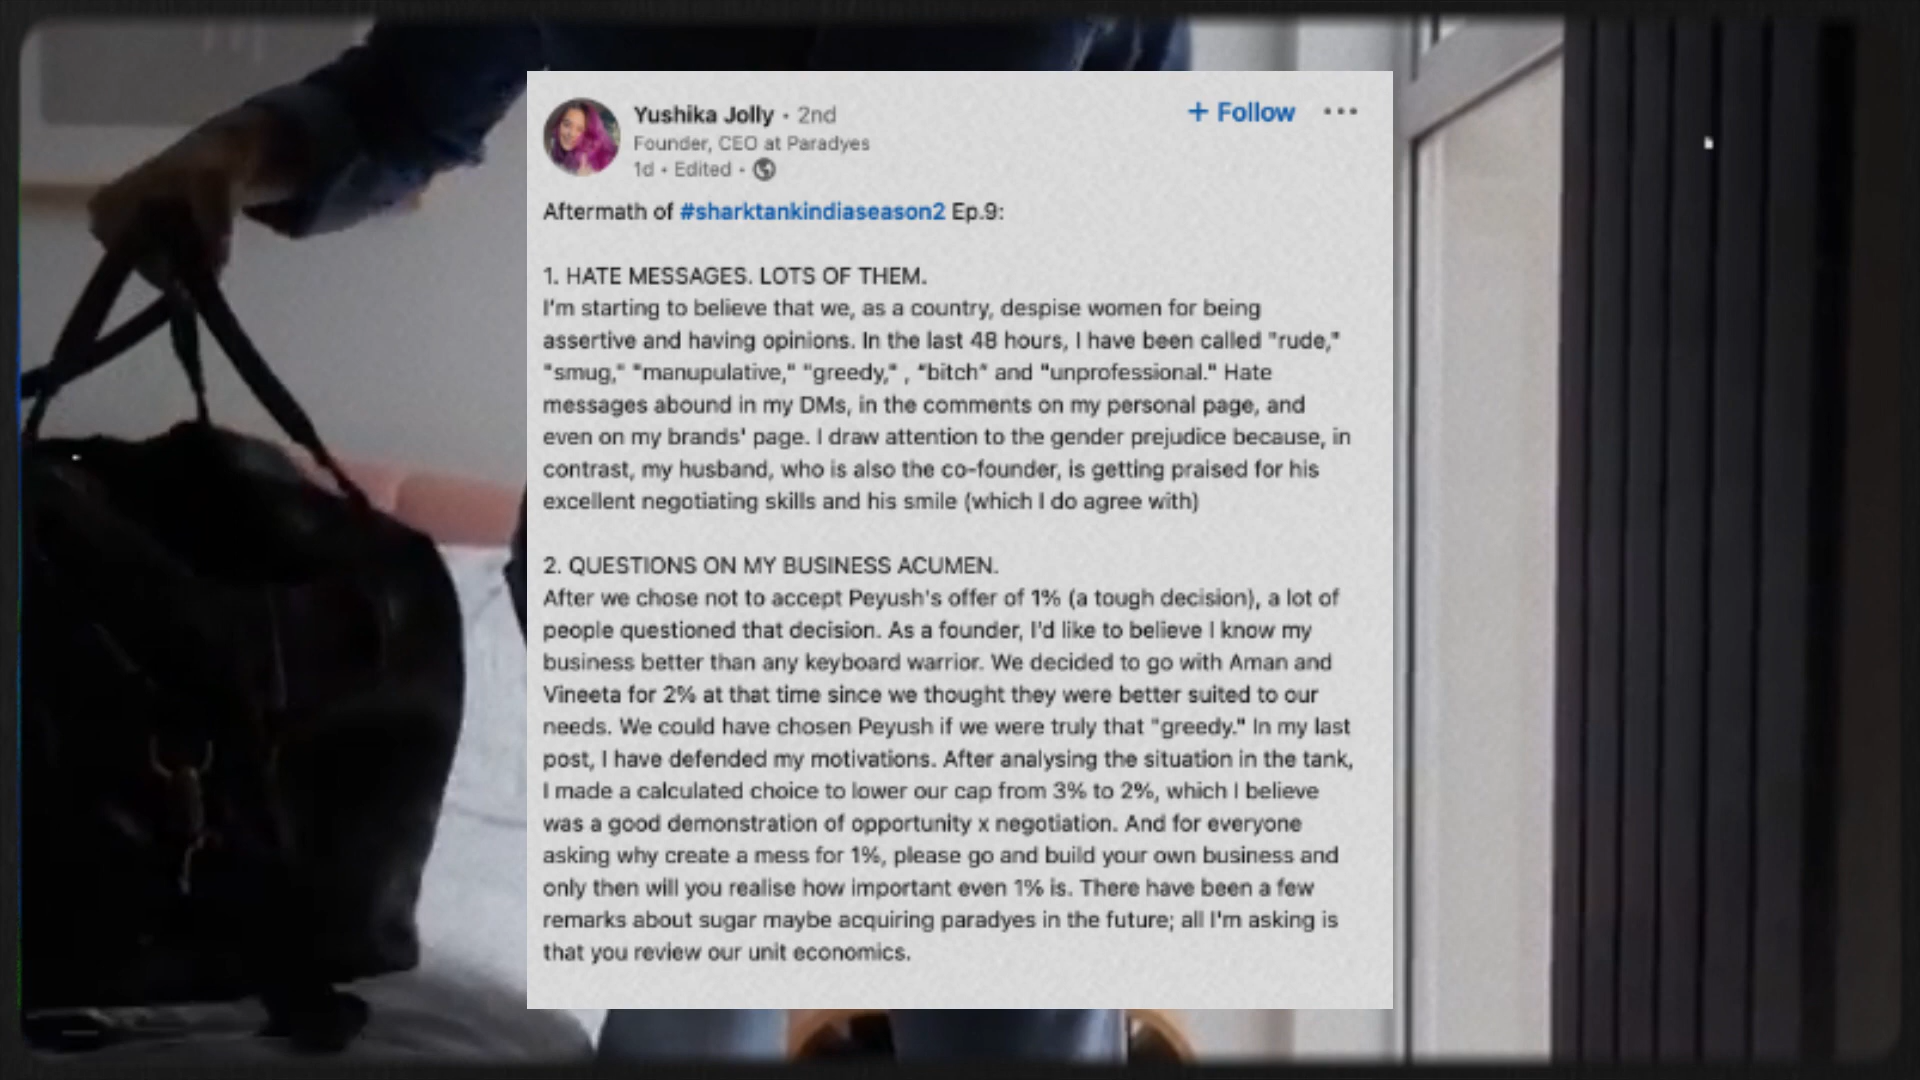 Yushika Jolly • 2nd
+ Follow •••
Founder, CEO at Paradyes
1d • Edited •
Aftermath of #sharktankindiaseason2 Ep.9:
1. HATE MESSAGES. LOTS OF THEM.
I'm starting to believe that we, as a country, despise women for being
assertive and having opinions. In the last 48 hours, I have been called "rude,"
"smug," "manupulative," "greedy," , "bitch" and "unprofessional." Hate
messages abound in my DMs, in the comments on my personal page, and
even on my brands' page. I draw attention to the gender prejudice because, in
contrast, my husband, who is also the co-founder, is getting praised for his
excellent negotiating skills and his smile (which I do agree with)
2. QUESTIONS ON MY BUSINESS ACUMEN.
After we chose not to accept Peyush's offer of 1% (a tough decision), a lot of
people questioned that decision. As a founder, I'd like to believe I know my
business better than any keyboard warrior. We decided to go with Aman and
Vineeta for 2% at that time since we thought they were better suited to our
needs. We could have chosen Peyush if we were truly that "greedy." In my last
post, I have defended my motivations. After analysing the situation in the tank,
I made a calculated choice to lower our cap from 3% to 2%, which I believe
was a good demonstration of opportunity x negotiation. And for everyone
asking why create a mess for 1%, please go and build your own business and
only then will you realise how important even 1% is. There have been a few
remarks about sugar maybe acquiring paradyes in the future; all I'm asking is
that you review our unit economics.